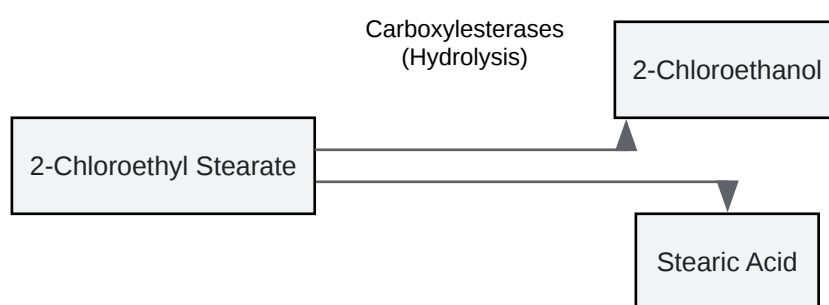 Carboxylesterases
(Hydrolysis)
2-Chloroethanol
2-Chloroethyl Stearate
Stearic Acid